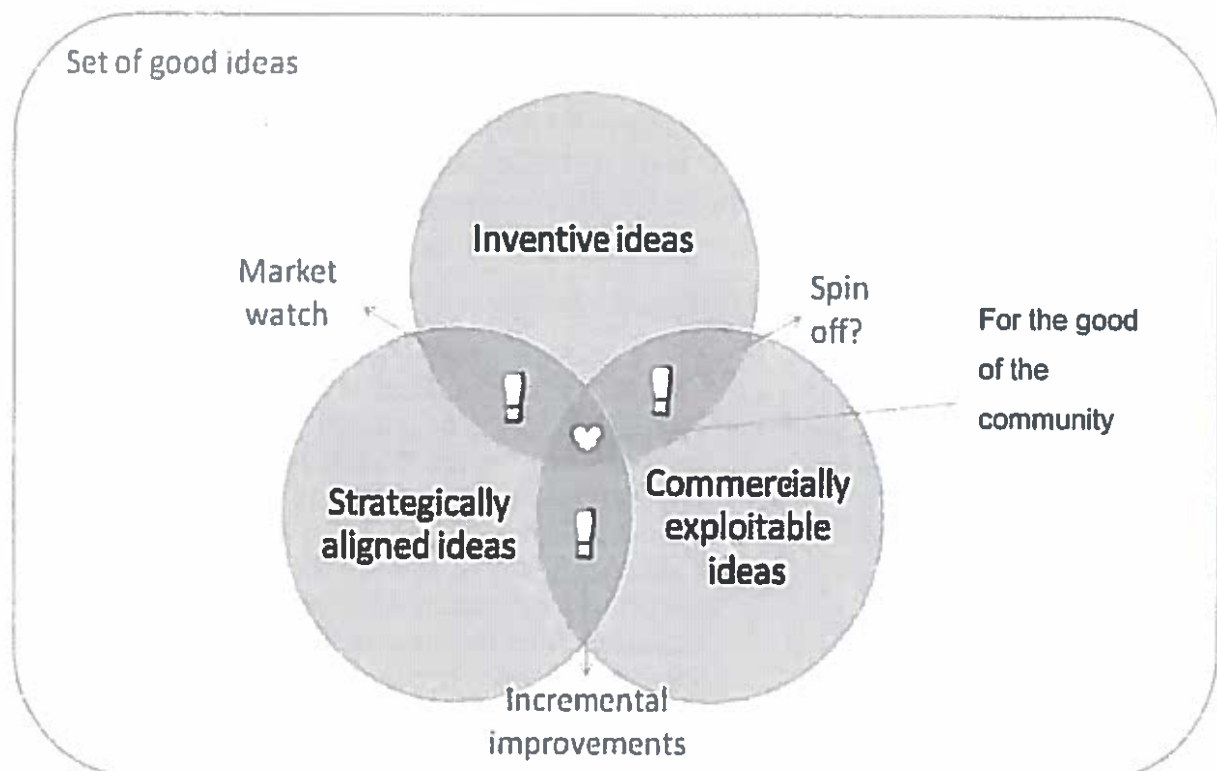 Set of good ideas
Inventive ideas
Market
watch
Spin
off?
For the good
of the
community
!
!
Strategically
aligned ideas
!
Commercially
exploitable
ideas
Incremental
improvements